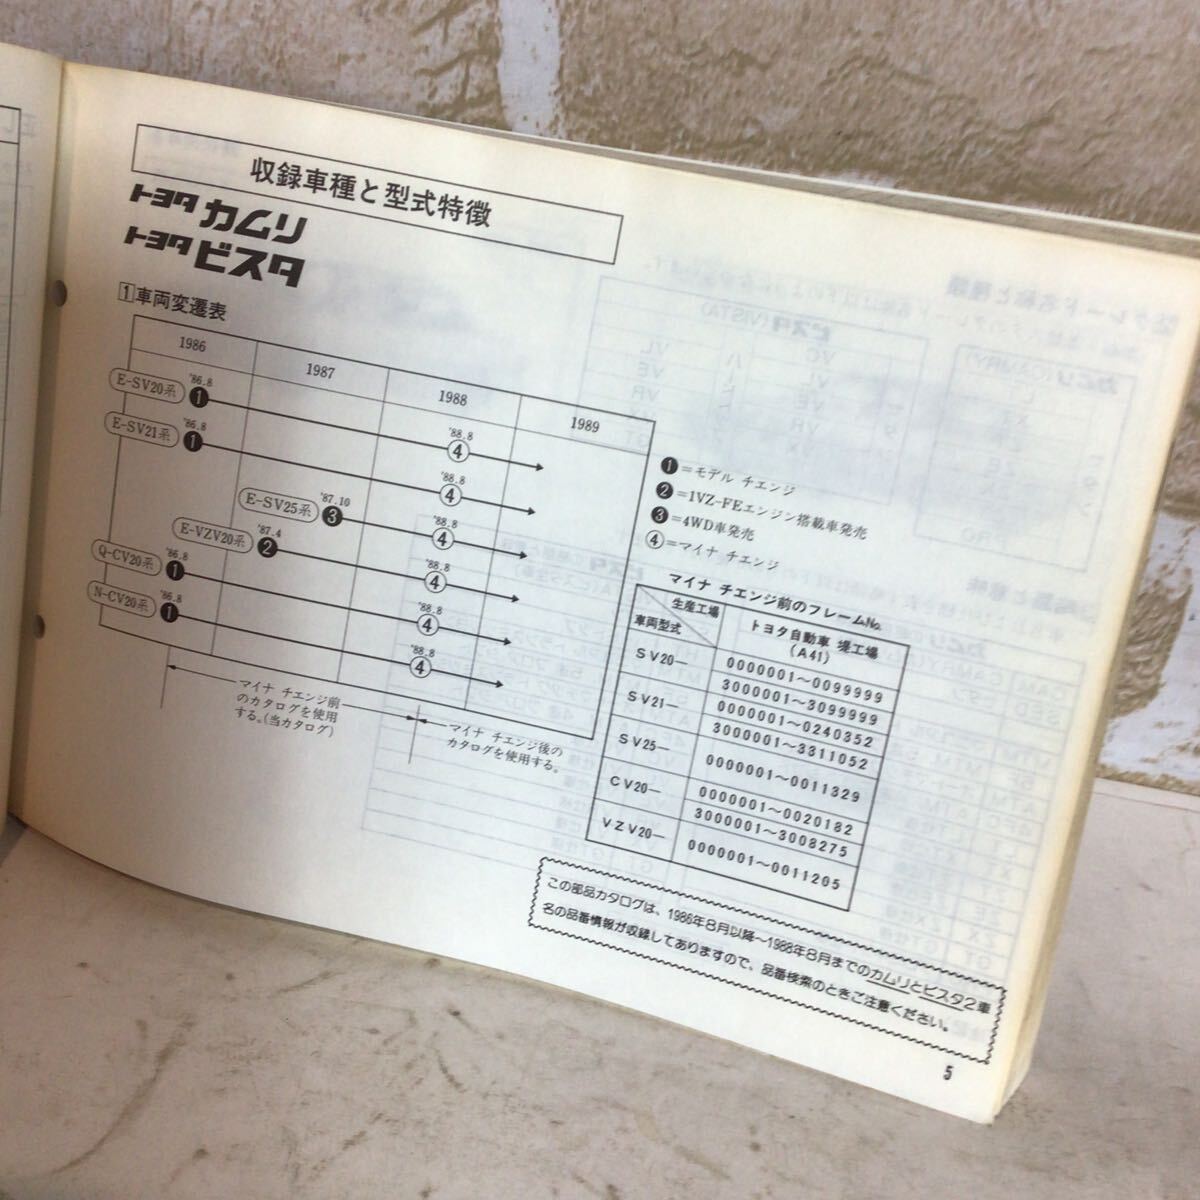 収録車種と型式特徴
トヨタ カムリ
トヨタ ビスタ
1 車両変遷表
1986 1987 1988 1989
E-SV20系 '86.8 ❶ '88.8 ④
E-SV21系 '86.8 ❶ '88.8 ④
E-SV25系 '87.10 ❸ '88.8 ④
E-VZV20系 '87.4 ❷ '88.8 ④
Q-CV20系 '86.8 ❶ '88.8 ④
N-CV20系 '86.8 ❶ '88.8 ④
マイナ チエンジ前
のカタログを使用
する。(当カタログ)
マイナ チエンジ後の
カタログを使用する。
❶=モデル チエンジ
❷=1VZ-FEエンジン搭載車発売
❸=4WD車発売
④=マイナ チエンジ
マイナ チエンジ前のフレームNo.
生産工場
車両型式
トヨタ自動車 堤工場
(A41)
SV20― 0000001〜0099999
3000001〜3099999
SV21― 0000001〜0240352
3000001〜3311052
SV25― 0000001〜0011329
CV20― 0000001〜0020182
3000001〜3008275
VZV20― 0000001〜0011205
この部品カタログは、1986年8月以降〜1988年8月までのカムリとビスタ2車
名の品番情報が収録してありますので、品番検索のときご注意ください。
5